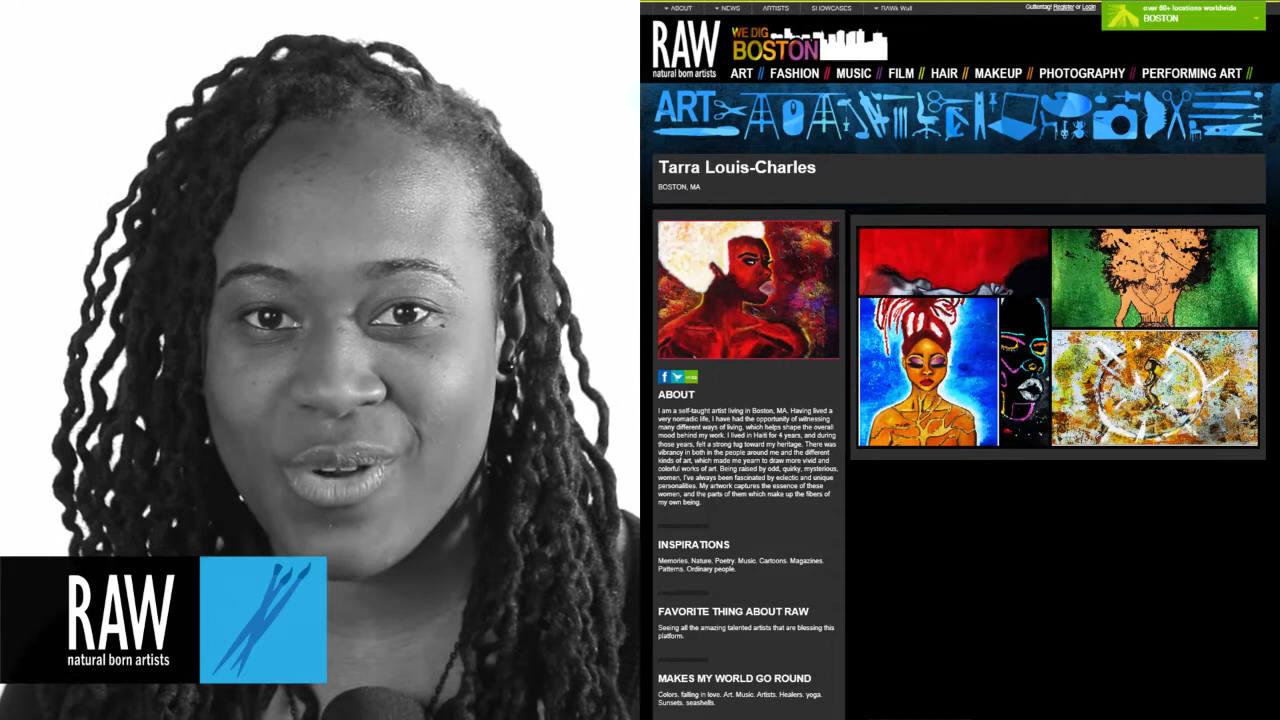 RAW
natural born artists
ABOUT
NEWS
ARTISTS
SHOWCASES
RAWk Wall
Guttentag! Register or Login
over 60+ locations worldwide
BOSTON
RAW
natural born artists
WE DIG
BOSTON
ART // FASHION // MUSIC // FILM // HAIR // MAKEUP // PHOTOGRAPHY // PERFORMING ART //
ART
Tarra Louis-Charles
BOSTON, MA
ABOUT
I am a self-taught artist living in Boston, MA. Having lived a
very nomadic life, I have had the opportunity of witnessing
many different ways of living, which helps shape the overall
mood behind my work. I lived in Haiti for 4 years, and during
those years, felt a strong tug toward my heritage. There was
vibrancy in both in the people around me and the different
kinds of art, which made me yearn to draw more vivid and
colorful works of art. Being raised by odd, quirky, mysterious,
women, I've always been fascinated by eclectic and unique
personalities. My artwork captures the essence of these
women, and the parts of them which make up the fibers of
my own being.
INSPIRATIONS
Memories. Nature. Poetry. Music. Cartoons. Magazines.
Patterns. Ordinary people.
FAVORITE THING ABOUT RAW
Seeing all the amazing talented artists that are blessing this
platform.
MAKES MY WORLD GO ROUND
Colors. falling in love. Art. Music. Artists. Healers. yoga.
Sunsets. seashells.